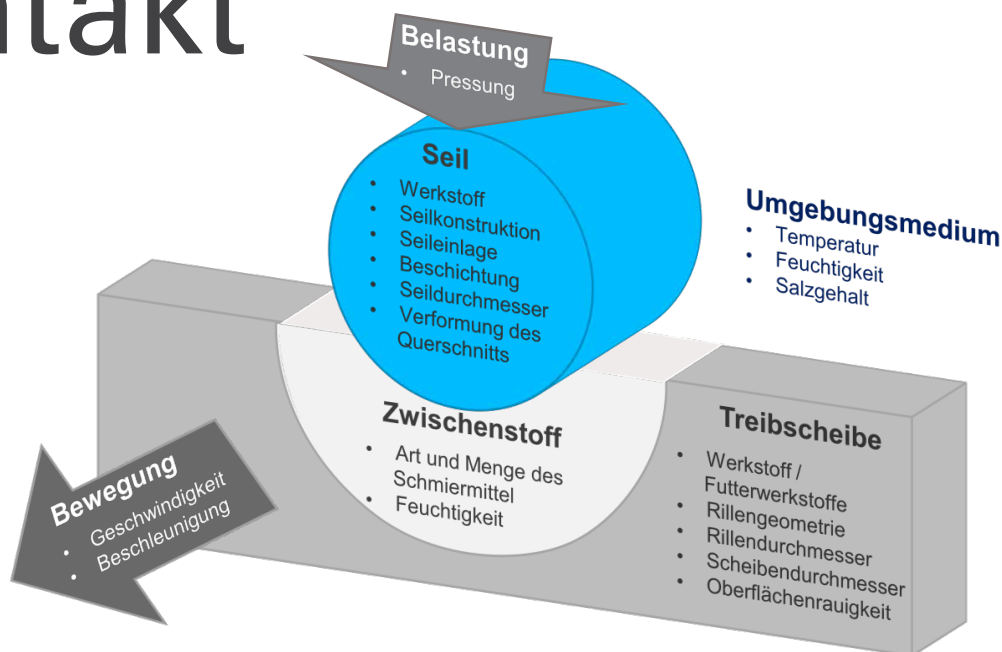 ntakt
Belastung
• Pressung
Seil
• Werkstoff
• Seilkonstruktion
• Seileinlage
• Beschichtung
• Seildurchmesser
• Verformung des
Querschnitts
Umgebungsmedium
• Temperatur
• Feuchtigkeit
• Salzgehalt
Zwischenstoff
• Art und Menge des
Schmiermittel
• Feuchtigkeit
Treibscheibe
• Werkstoff /
Futterwerkstoffe
• Rillengeometrie
• Rillendurchmesser
• Scheibendurchmesser
• Oberflächenrauigkeit
Bewegung
• Geschwindigkeit
• Beschleunigung